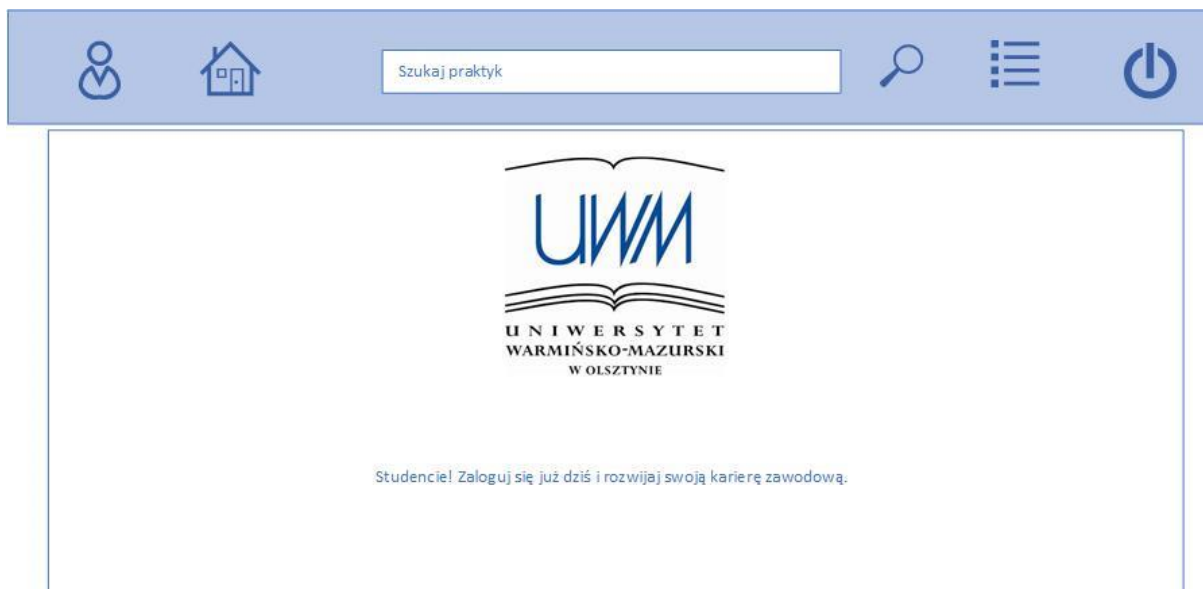 Szukaj praktyk
UWM
UNIWERSYTET
WARMIŃSKO-MAZURSKI
W OLSZTYNIE
Studencie! Zaloguj się już dziś i rozwijaj swoją karierę zawodową.